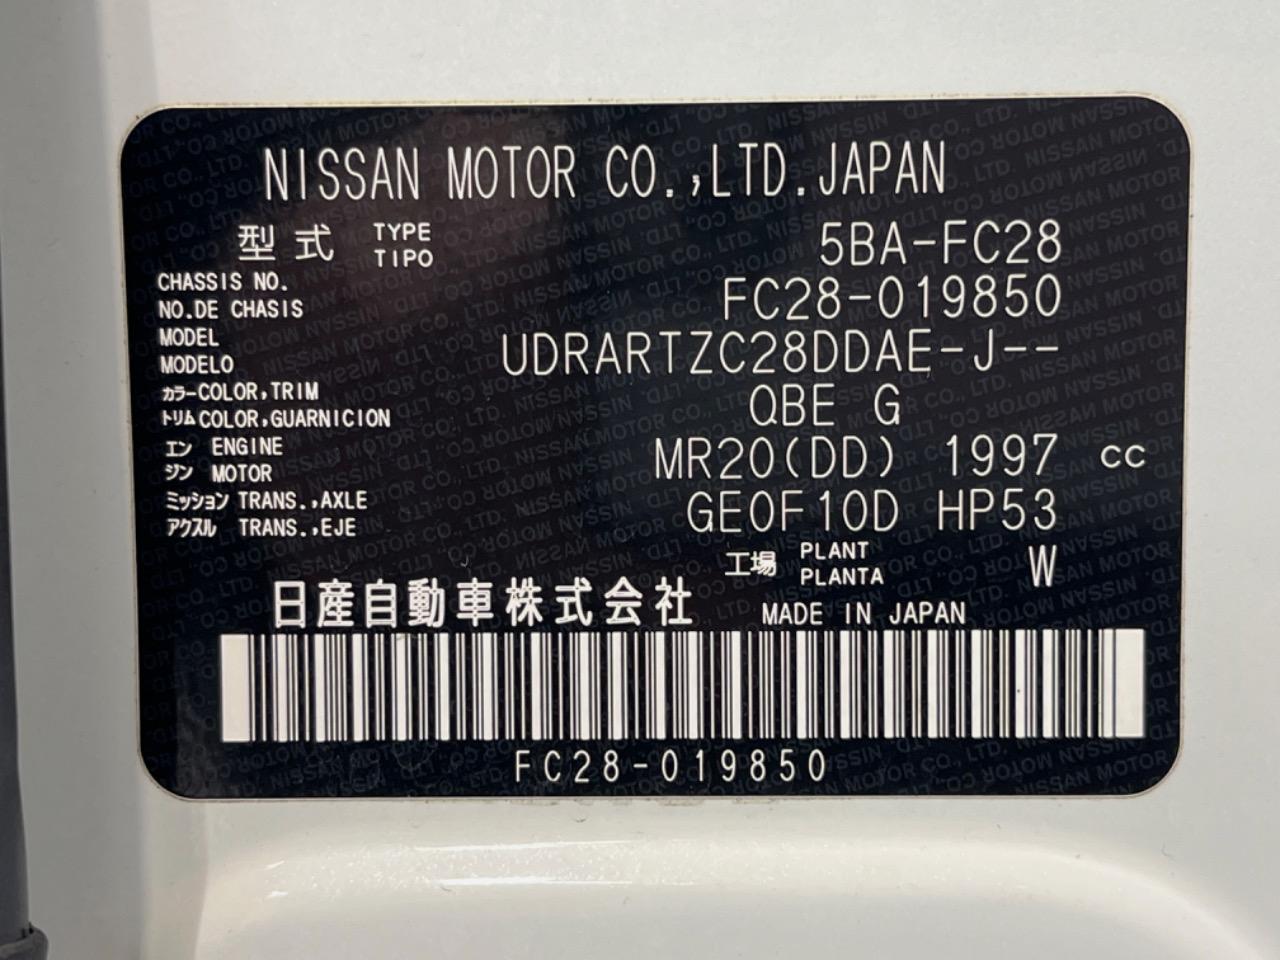 NISSAN MOTOR CO.,LTD.JAPAN
型式 TYPE TIPO 5BA-FC28
CHASSIS NO. NO.DE CHASIS FC28-019850
MODEL MODELO UDRARTZC28DDAE-J--
カラー COLOR,TRIM トリム COLOR,GUARNICION QBE G
エンジン ENGINE MOTOR MR20(DD) 1997 cc
ミッション TRANS.,AXLE アクスル TRANS.,EJE GE0F10D HP53
工場 PLANT PLANTA W
日産自動車株式会社 MADE IN JAPAN
FC28-019850